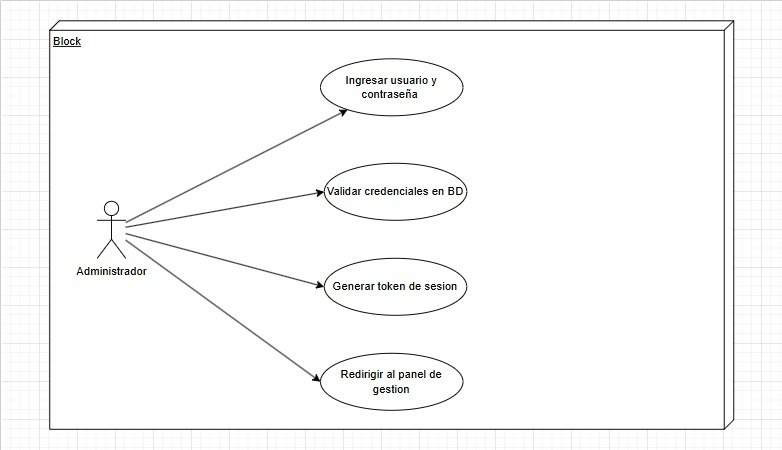 Block
Ingresar usuario y
contraseña
Validar credenciales en BD
Administrador
Generar token de sesion
Redirigir al panel de
gestion